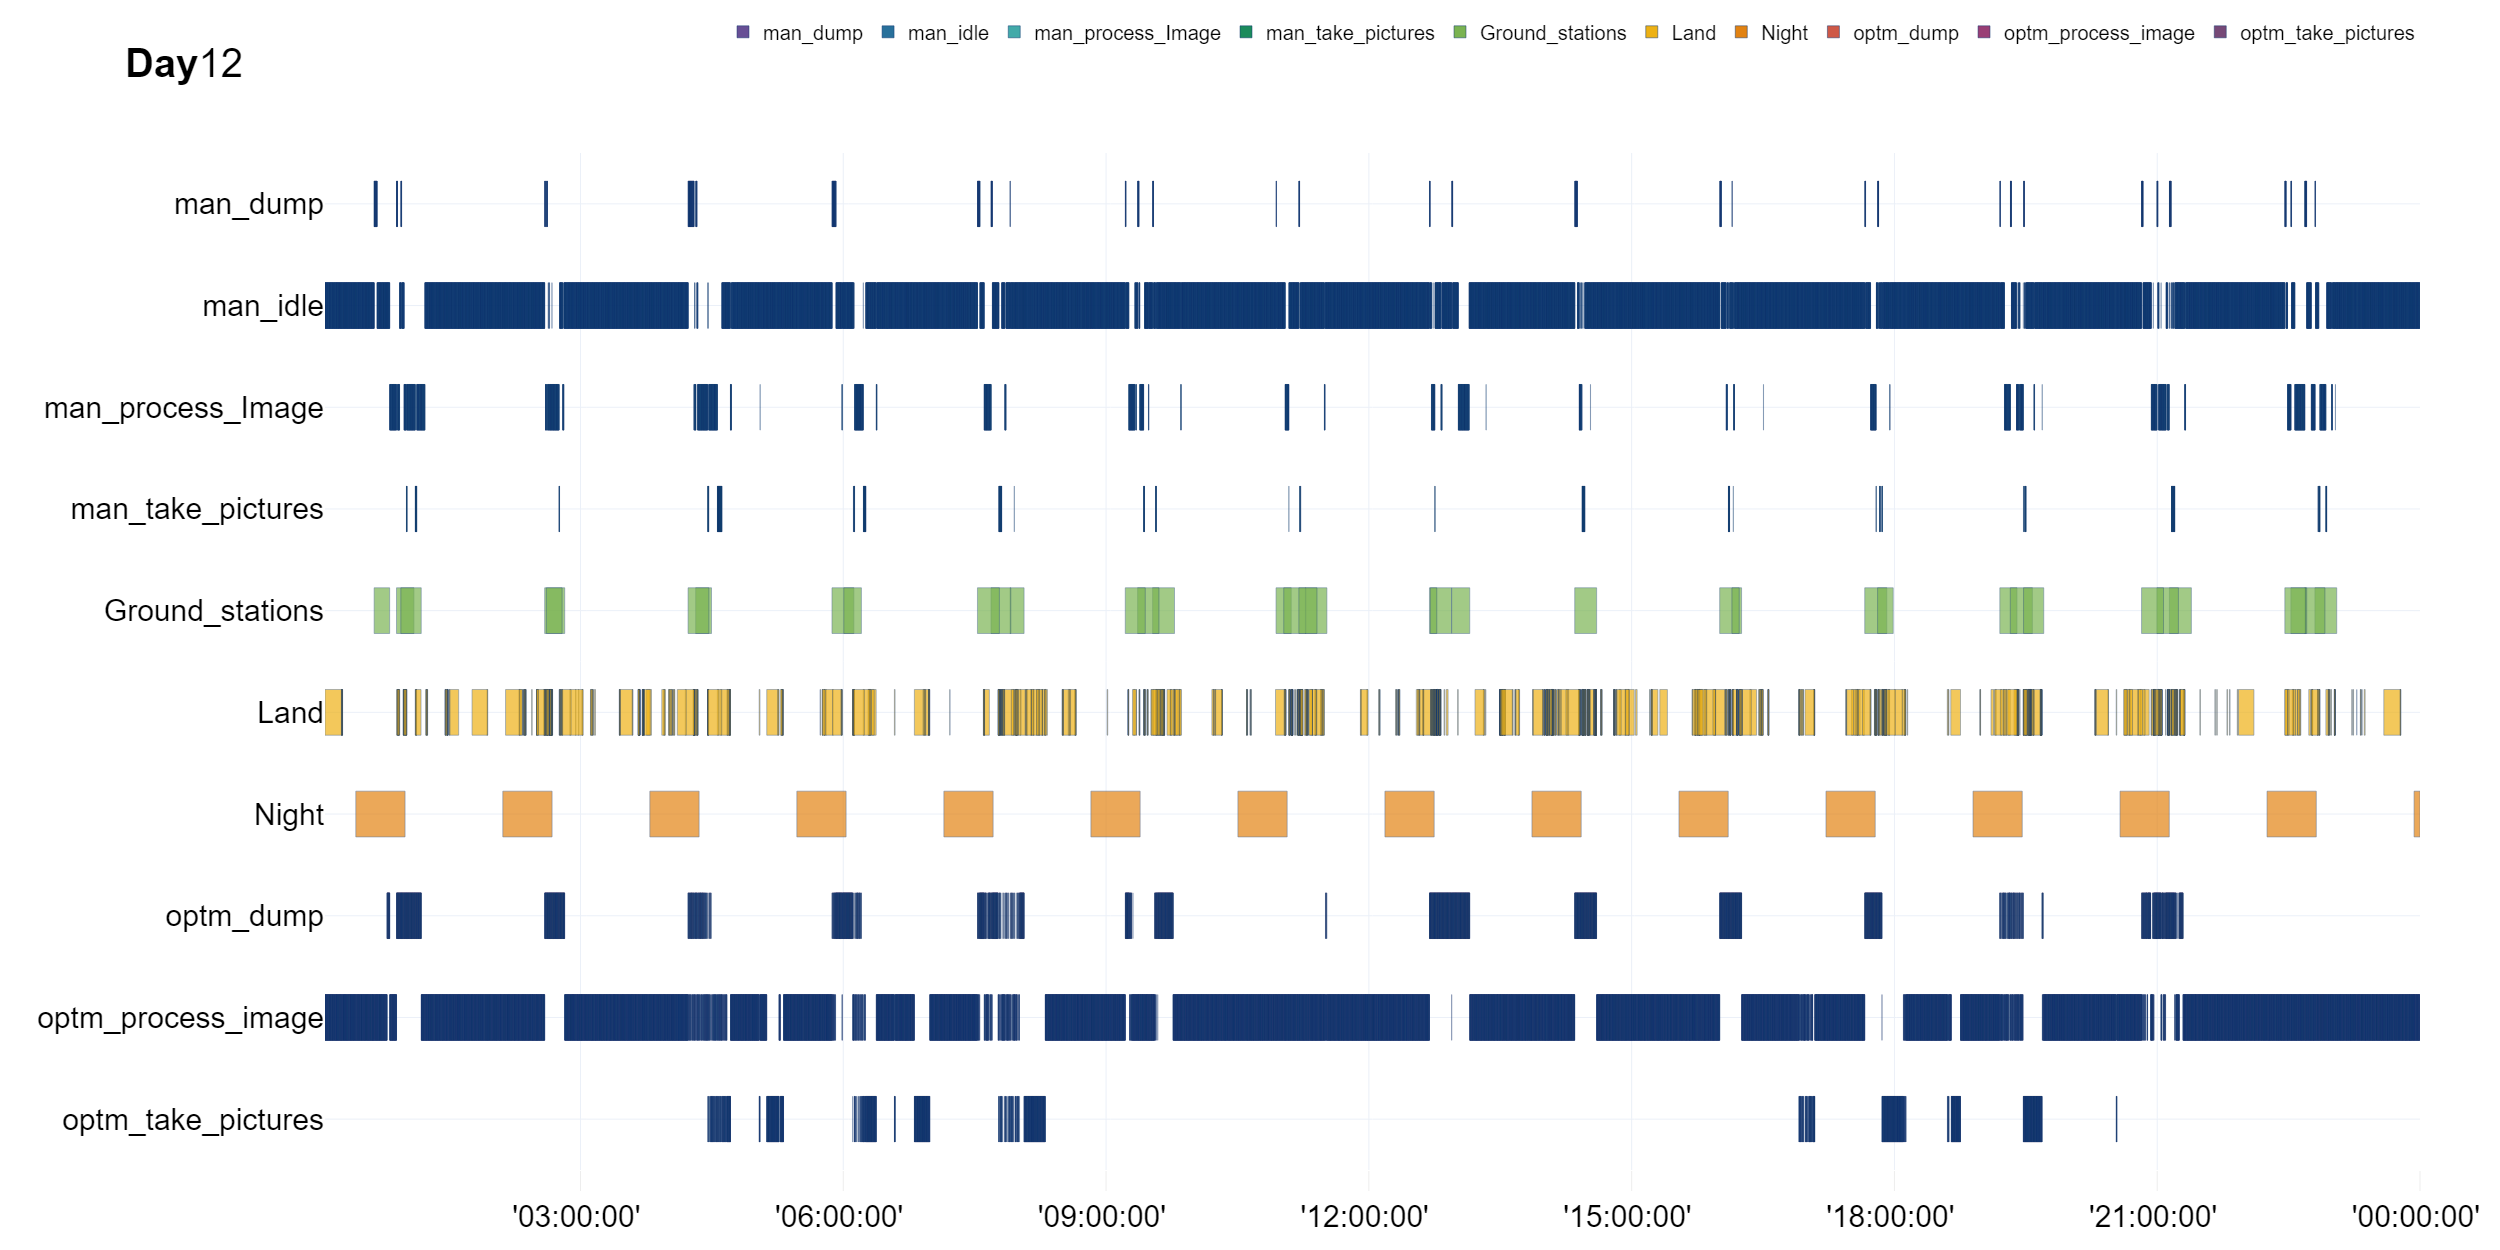 man_dump man_idle man_process_Image man_take_pictures Ground_stations Land Night optm_dump optm_process_image optm_take_pictures
Day12
man_dump
man_idle
man_process_Image
man_take_pictures
Ground_stations
Land
Night
optm_dump
optm_process_image
optm_take_pictures
'03:00:00' '06:00:00' '09:00:00' '12:00:00' '15:00:00' '18:00:00' '21:00:00' '00:00:00'